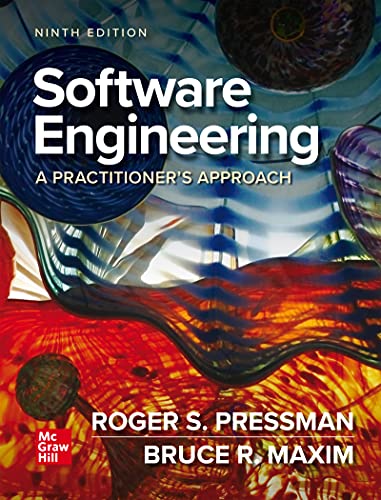 NINTH EDITION
Software
Engineering
A PRACTITIONER'S APPROACH
ROGER S. PRESSMAN
BRUCE R. MAXIM
Mc
Graw
Hill